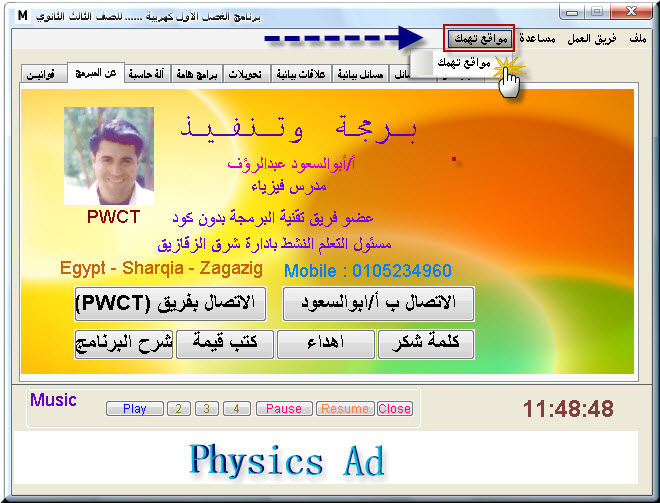 برنامج الفصل الاول كهربية ...... للصف الثالث الثانوي M
ملف فريق العمل مساعدة مواقع تهمك
مواقع تهمك
قوانين عن المبرمج آلة حاسبة برامج هامة تحويلات علاقات بيانية مسائل بيانية
برمجة وتنفيذ
أ/أبوالسعود عبدالرؤف
مدرس فيزياء
PWCT
عضو فريق تقنية البرمجة بدون كود
مسئول التعلم النشط بادارة شرق الزقازيق
Egypt - Sharqia - Zagazig
Mobile : 0105234960
الاتصال ب أ/ابوالسعود
الاتصال بفريق (PWCT)
كلمة شكر
اهداء
كتب قيمة
شرح البرنامج
Music
Play 2 3 4 Pause Resume Close
11:48:48
Physics Ad